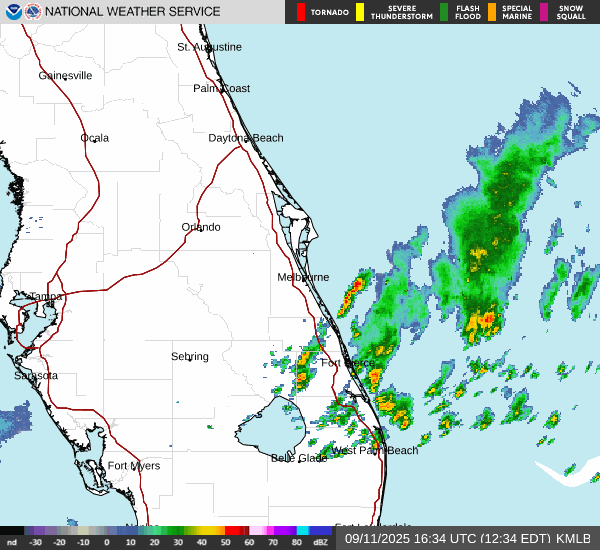 NATIONAL WEATHER SERVICE
TORNADO
SEVERE THUNDERSTORM
FLASH FLOOD
SPECIAL MARINE
SNOW SQUALL
St. Augustine
Gainesville
Palm Coast
Ocala
Daytona Beach
Orlando
Melbourne
Tampa
Sebring
Fort Pierce
Sarasota
West Palm Beach
Belle Glade
Fort Myers
Naples
Fort Lauderdale
nd -30 -20 -10 0 10 20 30 40 50 60 70 80 dBZ
09/11/2025 16:34 UTC (12:34 EDT) KMLB